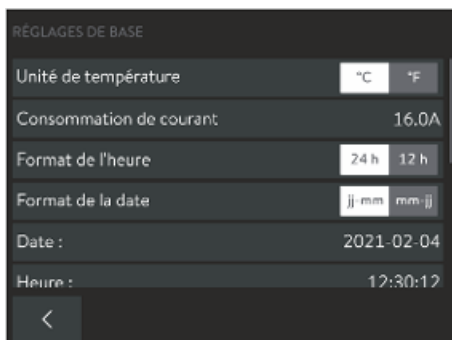 RÉGLAGES DE BASE
Unité de température °C °F
Consommation de courant 16.0A
Format de l'heure 24 h 12 h
Format de la date jj-mm mm-jj
Date : 2021-02-04
Heure : 12:30:12